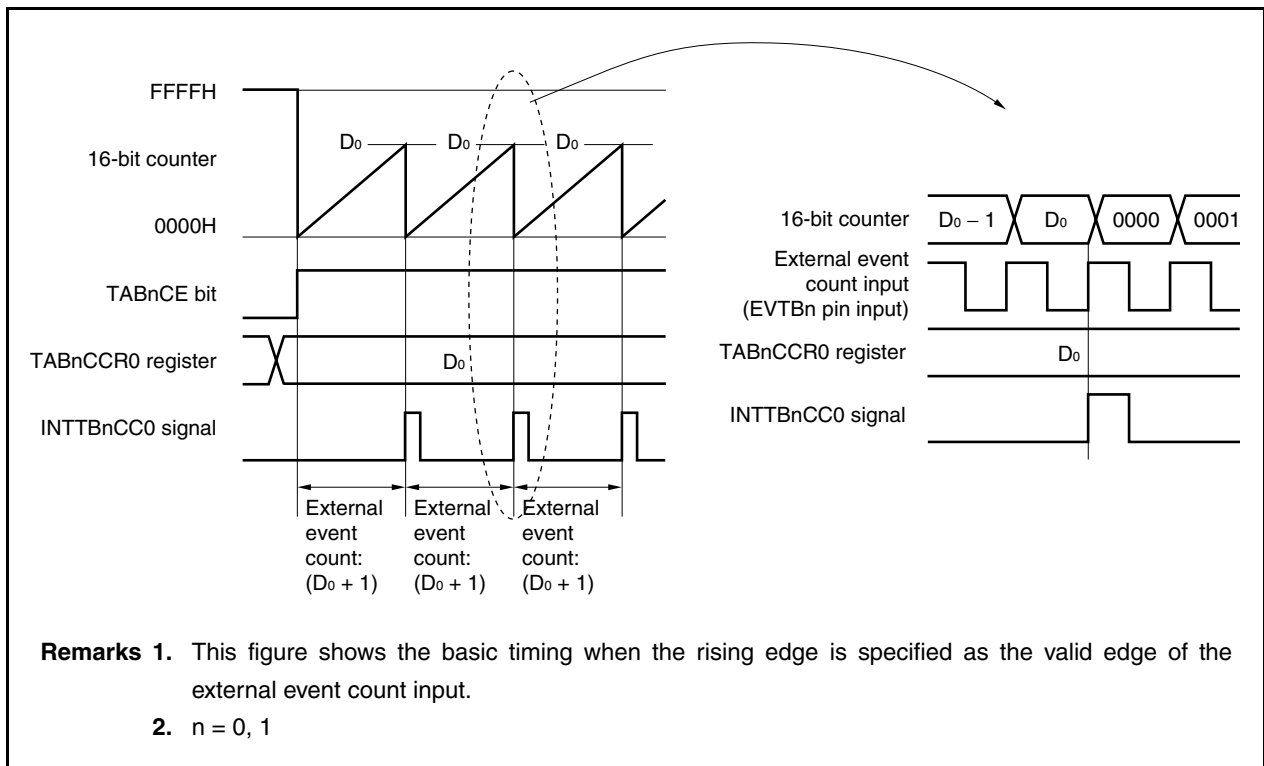 FFFFH
16-bit counter
0000H
D0 D0 D0
TABnCE bit
TABnCCR0 register
D0
INTTBnCC0 signal
External event count: (D0 + 1)
External event count: (D0 + 1)
External event count: (D0 + 1)
16-bit counter
D0 − 1 D0 0000 0001
External event
count input
(EVTBn pin input)
TABnCCR0 register
D0
INTTBnCC0 signal
Remarks 1. This figure shows the basic timing when the rising edge is specified as the valid edge of the
external event count input.
2. n = 0, 1